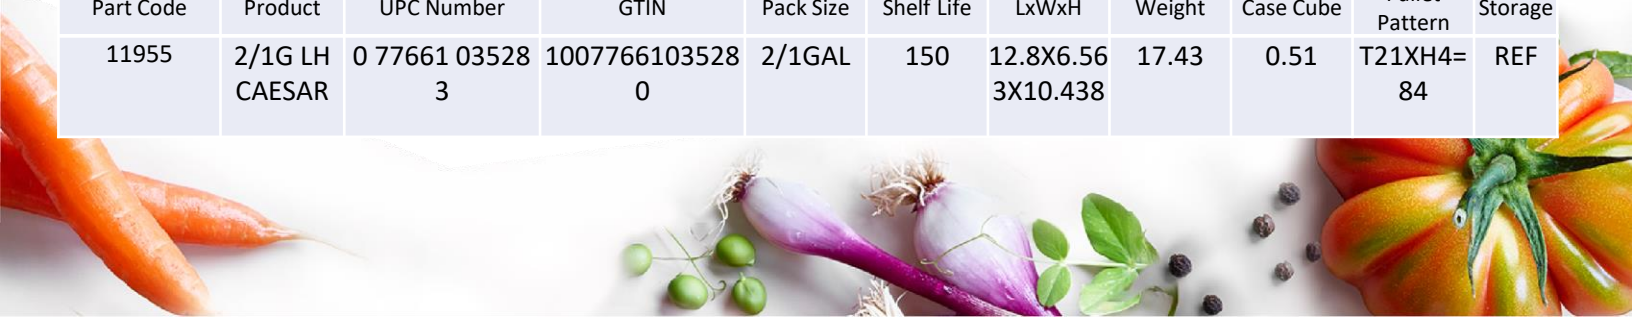 Part Code Product UPC Number GTIN Pack Size Shelf Life LxWxH Weight Case Cube Pallet Pattern Storage
11955 2/1G LH 0 77661 03528 1007766103528 2/1GAL 150 12.8X6.56 17.43 0.51 T21XH4= REF
CAESAR 3 0 3X10.438 84